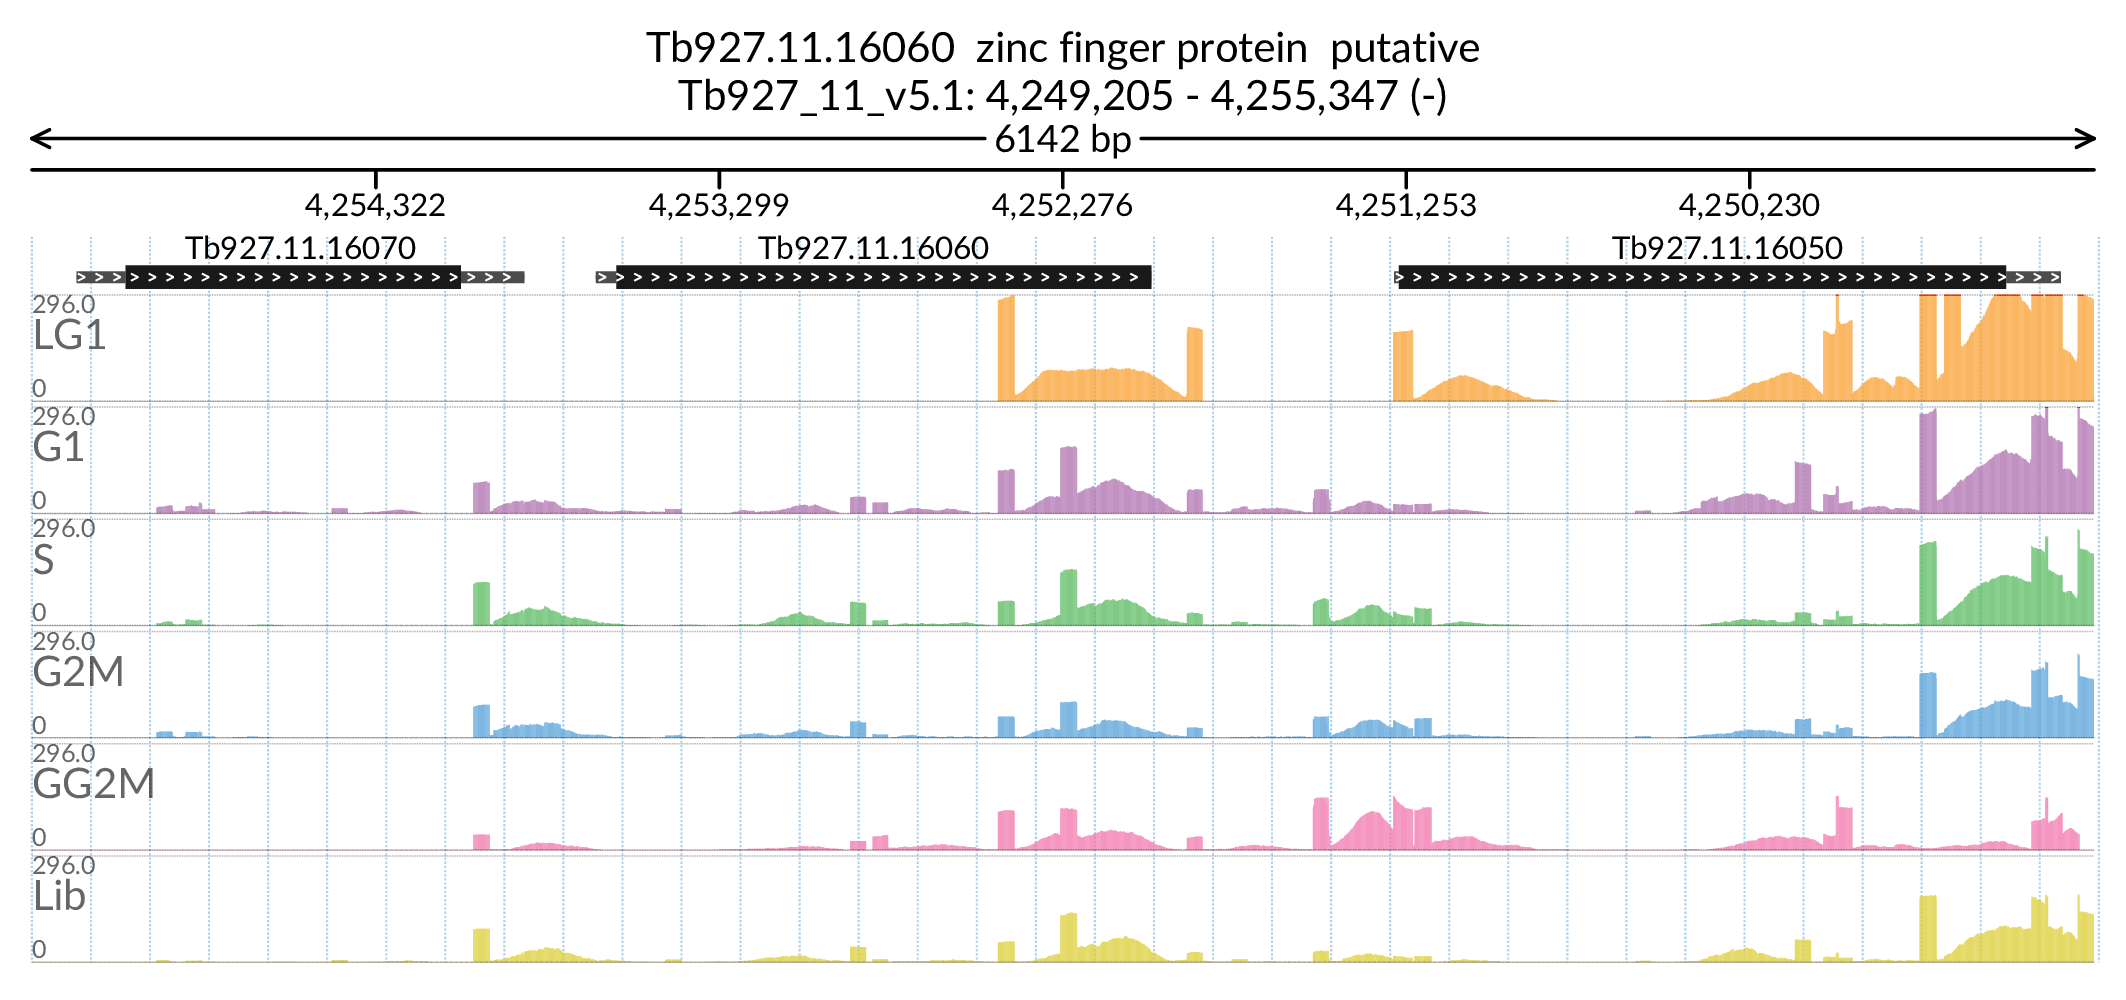 Tb927.11.16060  zinc finger protein  putative
Tb927_11_v5.1: 4,249,205 - 4,255,347 (-)
6142 bp
4,254,322 4,253,299 4,252,276 4,251,253 4,250,230
Tb927.11.16070 Tb927.11.16060 Tb927.11.16050
296.0
LG1
0
296.0
G1
0
296.0
S
0
296.0
G2M
0
296.0
GG2M
0
296.0
Lib
0